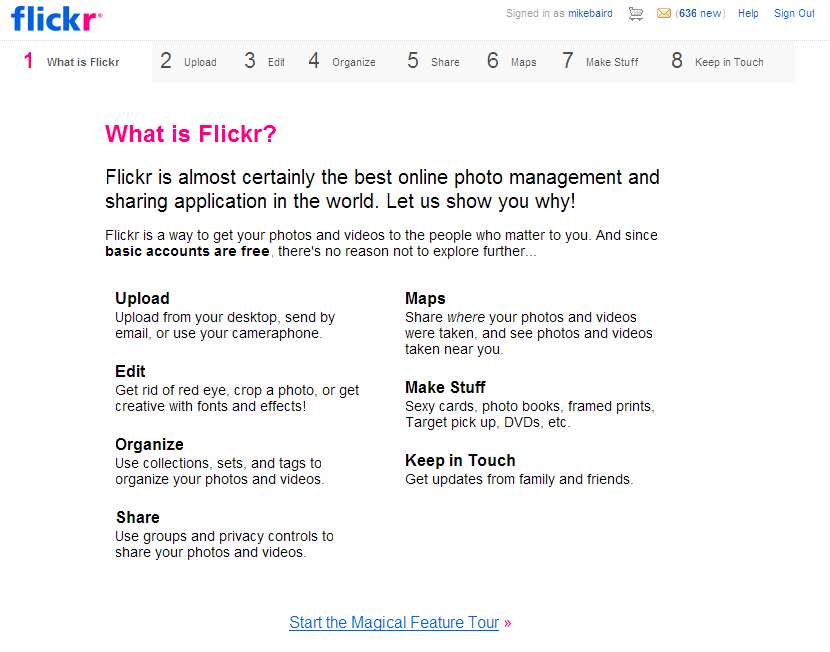 flickr®
Signed in as mikebaird (636 new) Help Sign Out
1 What is Flickr 2 Upload 3 Edit 4 Organize 5 Share 6 Maps 7 Make Stuff 8 Keep in Touch
What is Flickr?
Flickr is almost certainly the best online photo management and
sharing application in the world. Let us show you why!
Flickr is a way to get your photos and videos to the people who matter to you. And since
basic accounts are free, there's no reason not to explore further...
Upload
Upload from your desktop, send by
email, or use your cameraphone.
Edit
Get rid of red eye, crop a photo, or get
creative with fonts and effects!
Organize
Use collections, sets, and tags to
organize your photos and videos.
Share
Use groups and privacy controls to
share your photos and videos.
Maps
Share where your photos and videos
were taken, and see photos and videos
taken near you.
Make Stuff
Sexy cards, photo books, framed prints,
Target pick up, DVDs, etc.
Keep in Touch
Get updates from family and friends.
Start the Magical Feature Tour »